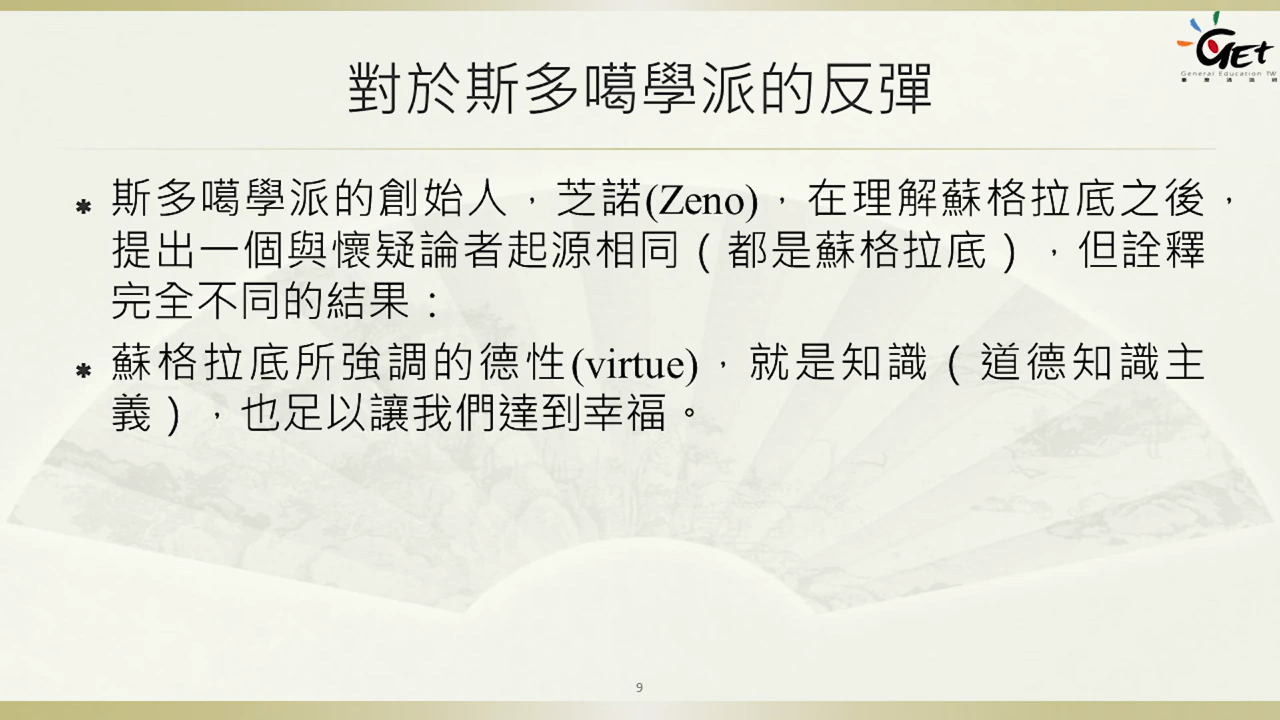 GEt
General Education TW
對於斯多噶學派的反彈
* 斯多噶學派的創始人，芝諾(Zeno)，在理解蘇格拉底之後，
提出一個與懷疑論者起源相同（都是蘇格拉底），但詮釋
完全不同的結果：
* 蘇格拉底所強調的德性(virtue)，就是知識（道德知識主
義），也足以讓我們達到幸福。
9